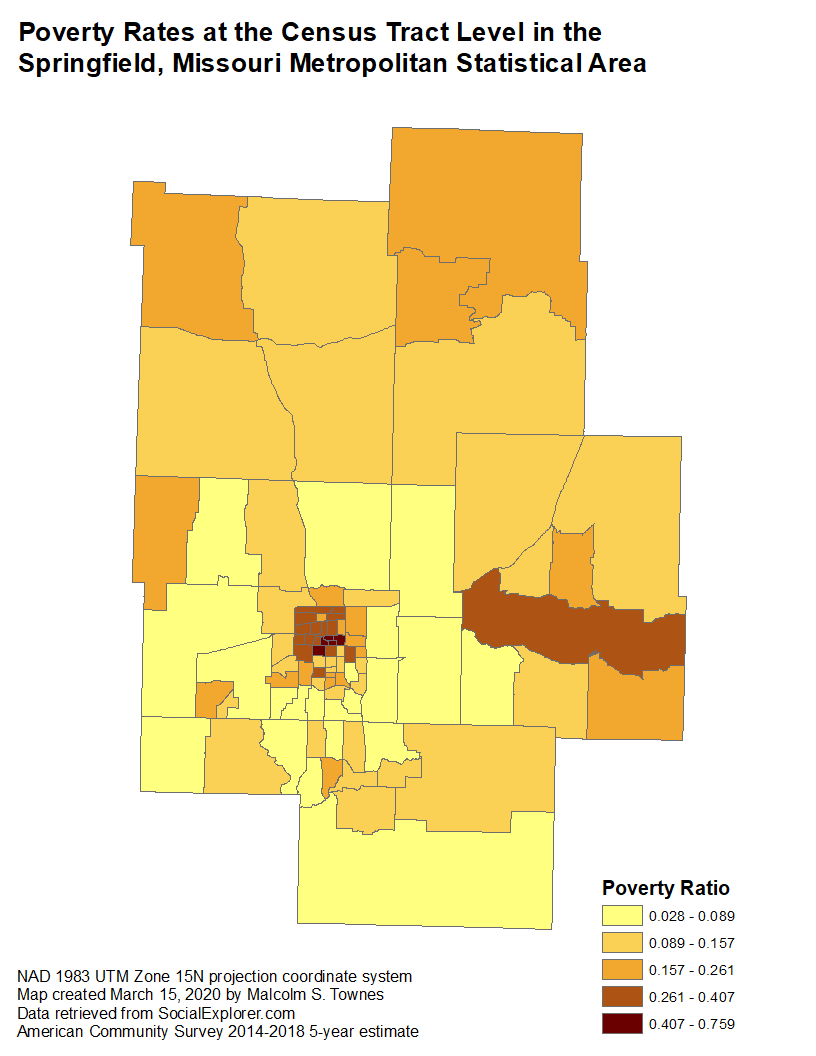 Poverty Rates at the Census Tract Level in the
Springfield, Missouri Metropolitan Statistical Area
Poverty Ratio
0.028 - 0.089
0.089 - 0.157
0.157 - 0.261
0.261 - 0.407
0.407 - 0.759
NAD 1983 UTM Zone 15N projection coordinate system
Map created March 15, 2020 by Malcolm S. Townes
Data retrieved from SocialExplorer.com
American Community Survey 2014-2018 5-year estimate